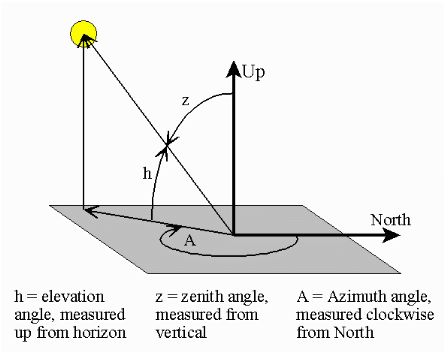 Up
z
h
North
A
h = elevation
angle, measured
up from horizon
z = zenith angle,
measured from
vertical
A = Azimuth angle,
measured clockwise
from North